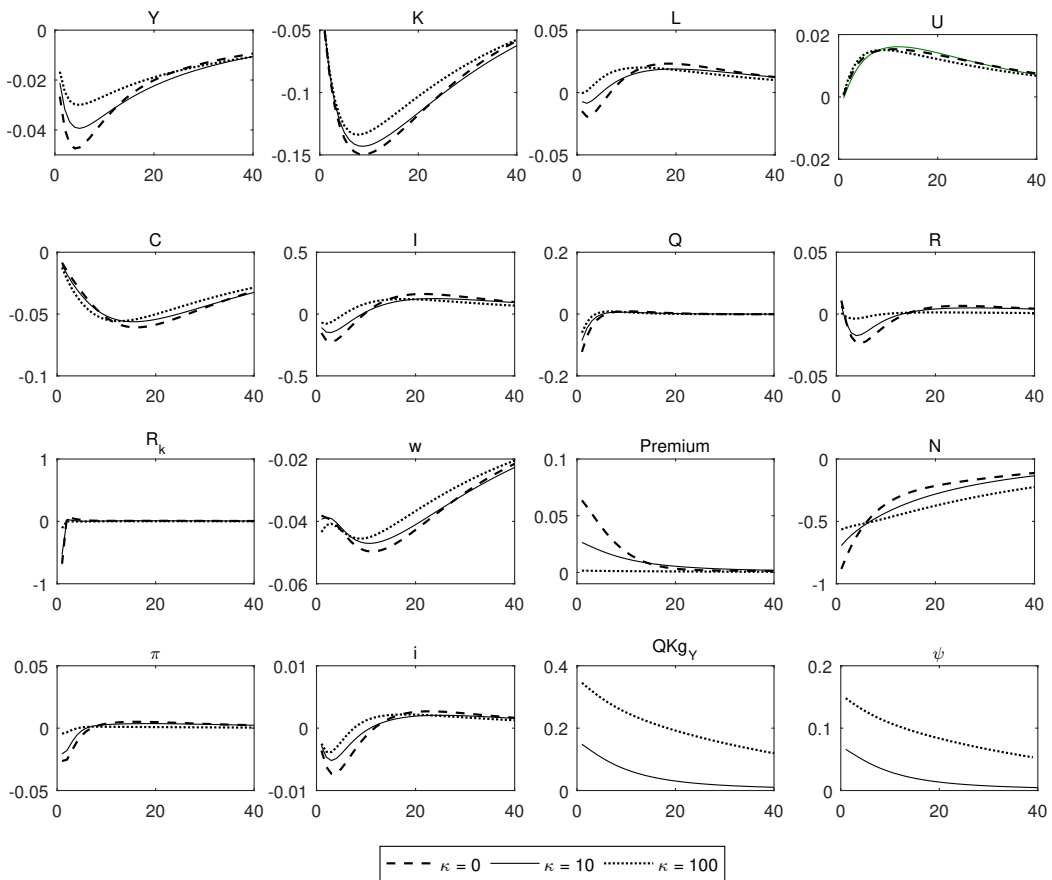 Y K L U
0 -0.05 0.05 0.02
-0.02 -0.1 0 0
-0.04 -0.15 -0.05 -0.02
0 20 40 0 20 40 0 20 40 0 20 40
C I Q R
0 0.5 0.2 0.05
-0.05 0 0 0
-0.1 -0.5 -0.2 -0.05
0 20 40 0 20 40 0 20 40 0 20 40
R_k w Premium N
1 -0.02 0.1 0
0 -0.04 0.05 -0.5
-1 -0.06 0 -1
0 20 40 0 20 40 0 20 40 0 20 40
π i QKg_Y ψ
0.05 0.01 0.4 0.2
0 0 0.2 0.1
-0.05 -0.01 0 0
0 20 40 0 20 40 0 20 40 0 20 40
κ = 0 κ = 10 κ = 100